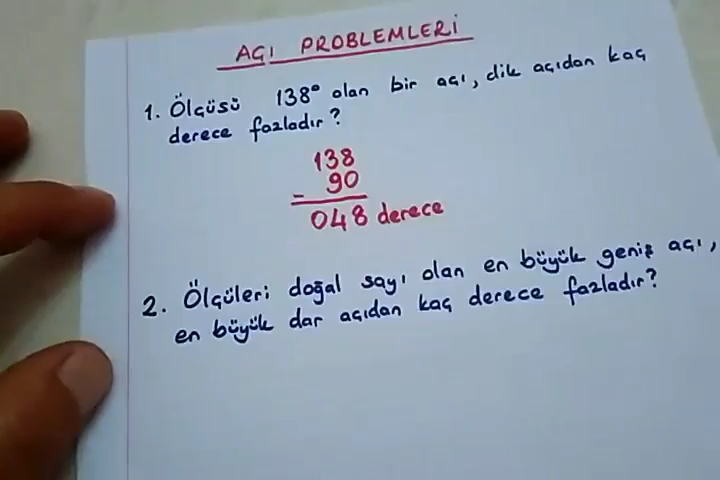 AÇI PROBLEMLERİ
1. Ölçüsü 138° olan bir açı, dik açıdan kaç
derece fazladır?
138
- 90
048 derece
2. Ölçüleri doğal sayı olan en büyük geniş açı,
en büyük dar açıdan kaç derece fazladır?